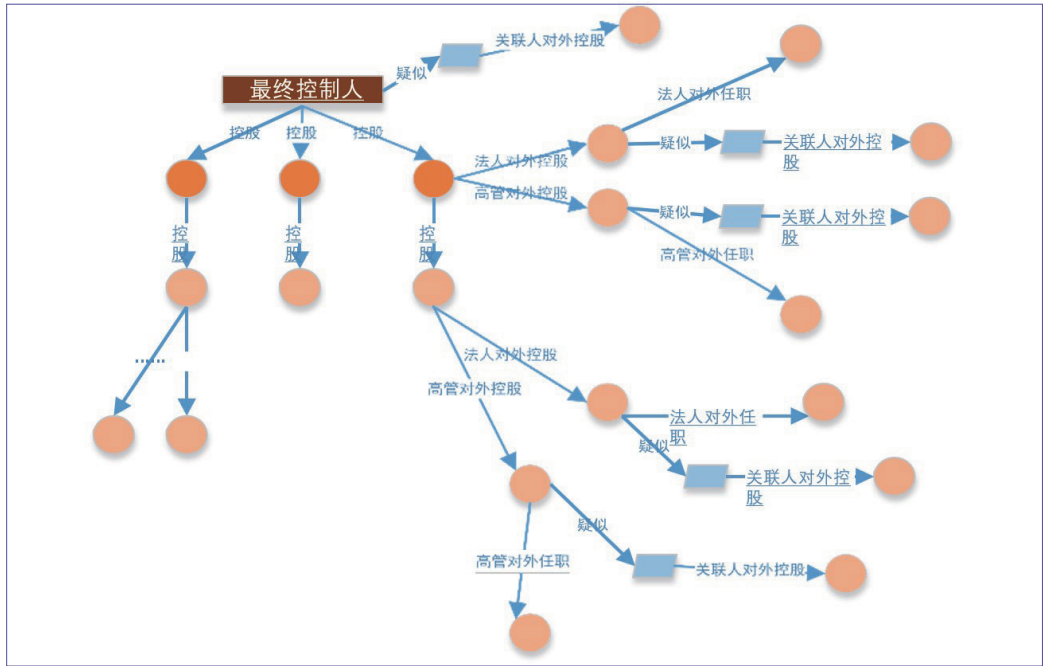 关联人对外控股
疑似
最终控制人
法人对外任职
控股
控股
控股
疑似
关联人对外控
股
法人对外控股
高管对外控股
疑似
关联人对外控
股
控
股
控
股
控
股
高管对外任职
......
法人对外控股
高管对外控股
法人对外任
职
疑似
关联人对外控
股
疑似
高管对外任职
关联人对外控股